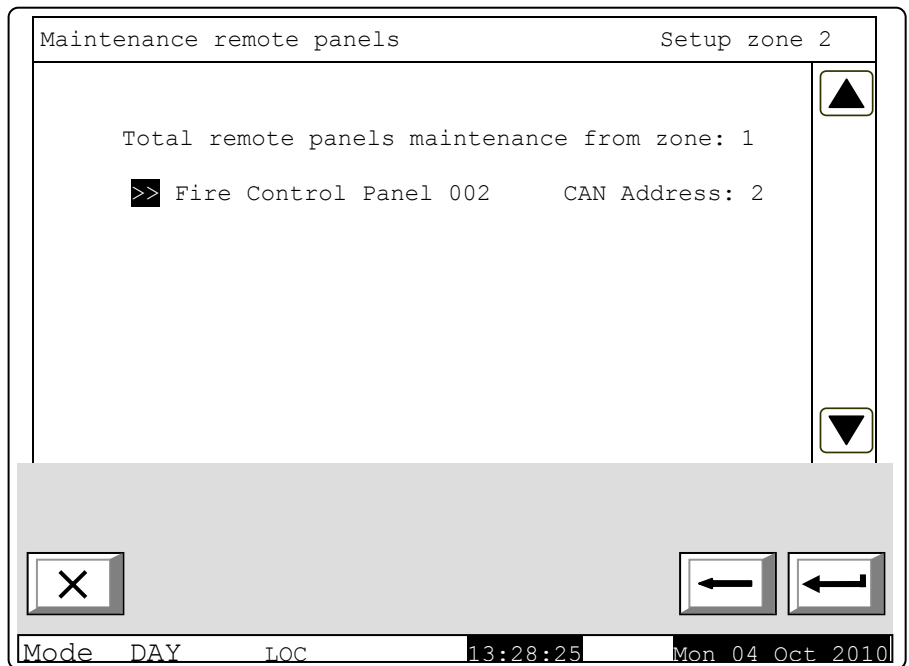 Maintenance remote panels Setup zone 2
Total remote panels maintenance from zone: 1
>> Fire Control Panel 002 CAN Address: 2
Mode DAY LOC 13:28:25 Mon 04 Oct 2010